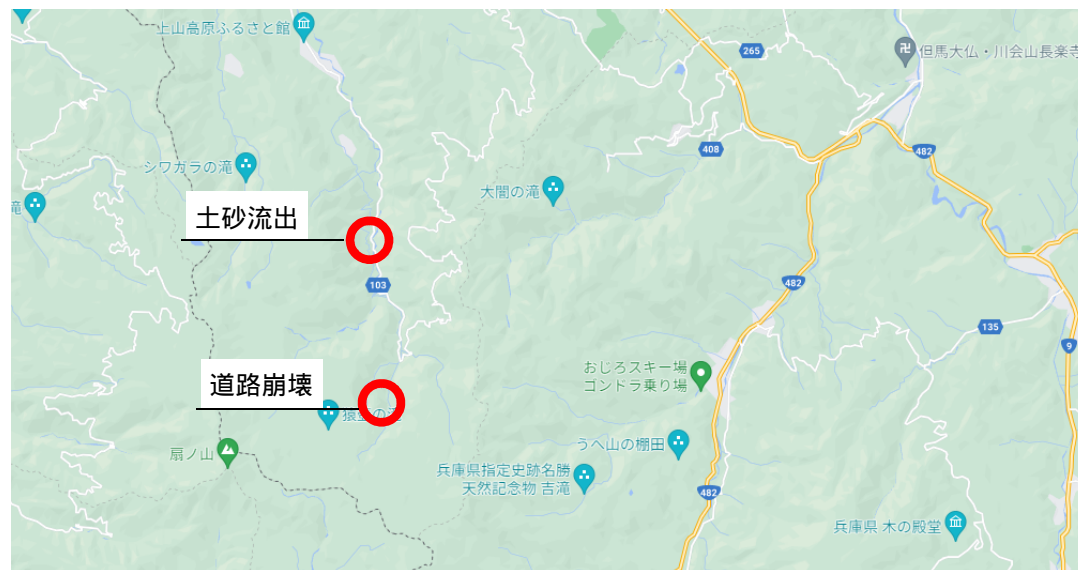 上山高原ふるさと館
265
但馬大仏・川会山長楽寺
408
482
シワガラの滝
大闇の滝
滝
土砂流出
103
482
135
9
道路崩壊
おじろスキー場
ゴンドラ乗り場
扇ノ山
うへ山の棚田
兵庫県指定史跡名勝
天然記念物 吉滝
482
兵庫県 木の殿堂